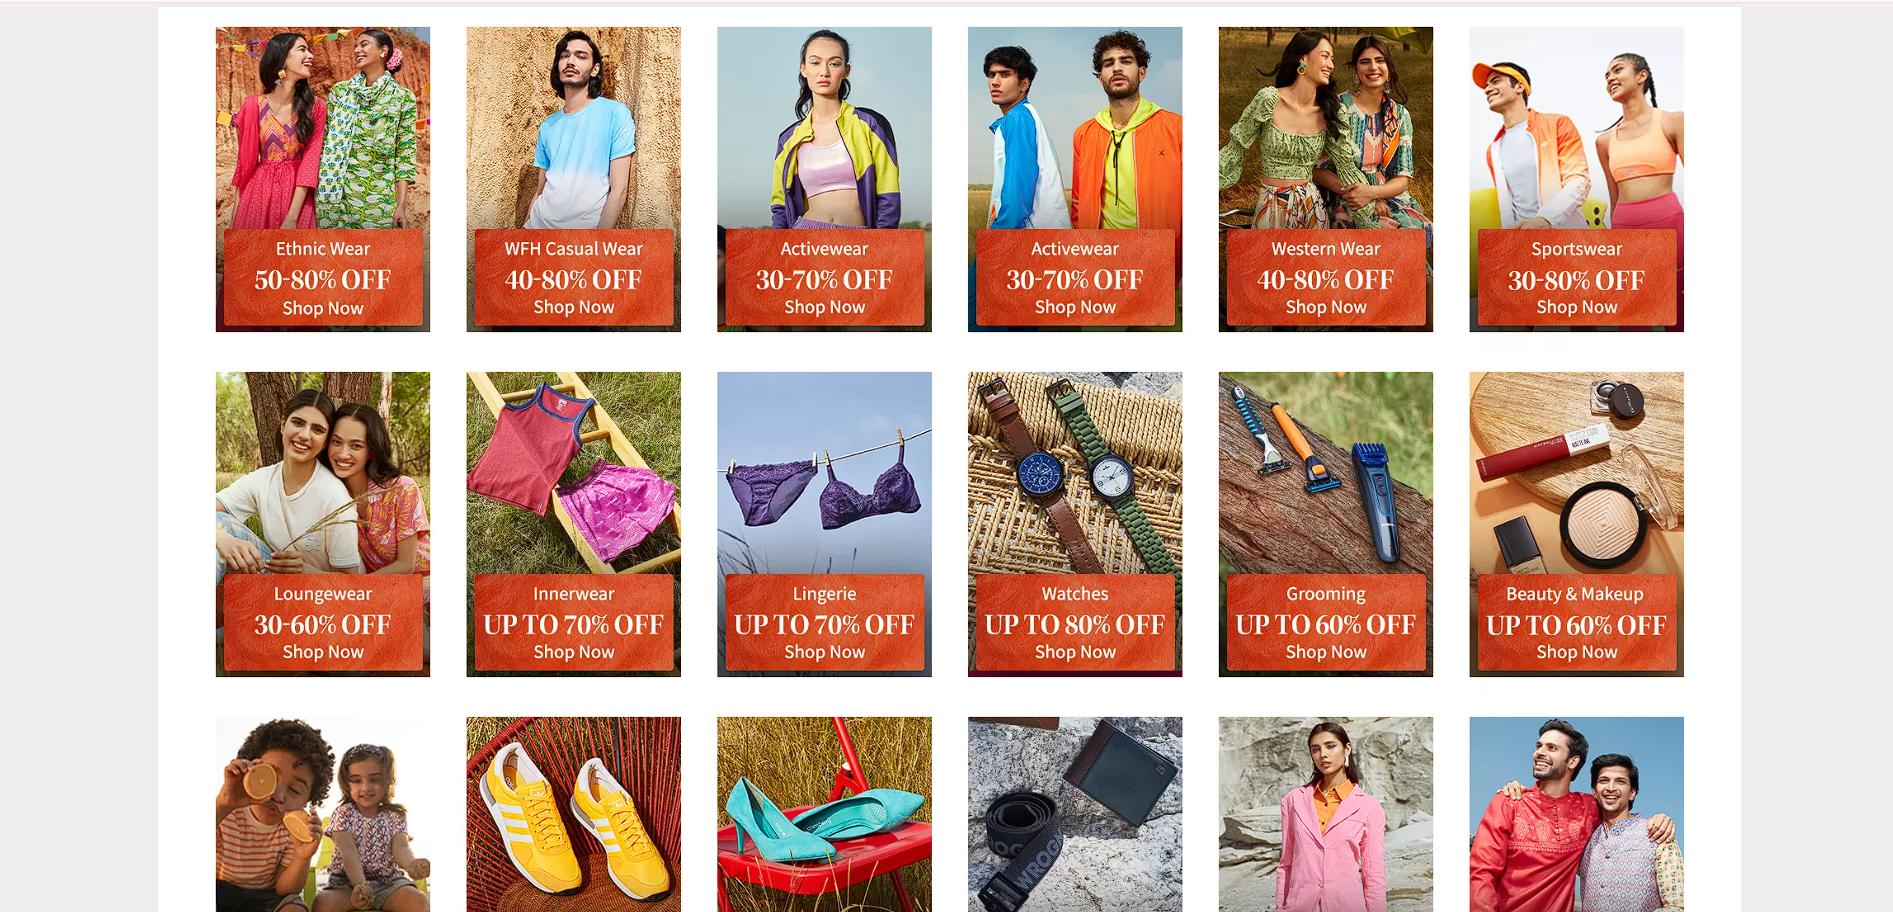 Ethnic Wear
50-80% OFF
Shop Now
WFH Casual Wear
40-80% OFF
Shop Now
Activewear
30-70% OFF
Shop Now
Activewear
30-70% OFF
Shop Now
Western Wear
40-80% OFF
Shop Now
Sportswear
30-80% OFF
Shop Now
Loungewear
30-60% OFF
Shop Now
Innerwear
UP TO 70% OFF
Shop Now
Lingerie
UP TO 70% OFF
Shop Now
Watches
UP TO 80% OFF
Shop Now
Grooming
UP TO 60% OFF
Shop Now
Beauty & Makeup
UP TO 60% OFF
Shop Now